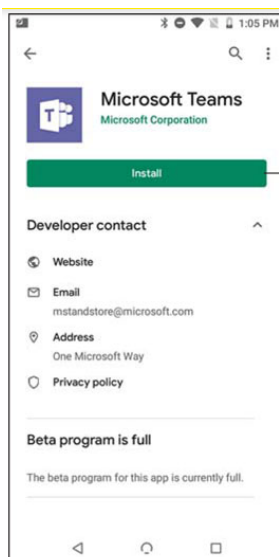 1:05 PM
Microsoft Teams
Microsoft Corporation
Install
Developer contact
Website
Email
mstandstore@microsoft.com
Address
One Microsoft Way
Privacy policy
Beta program is full
The beta program for this app is currently full.